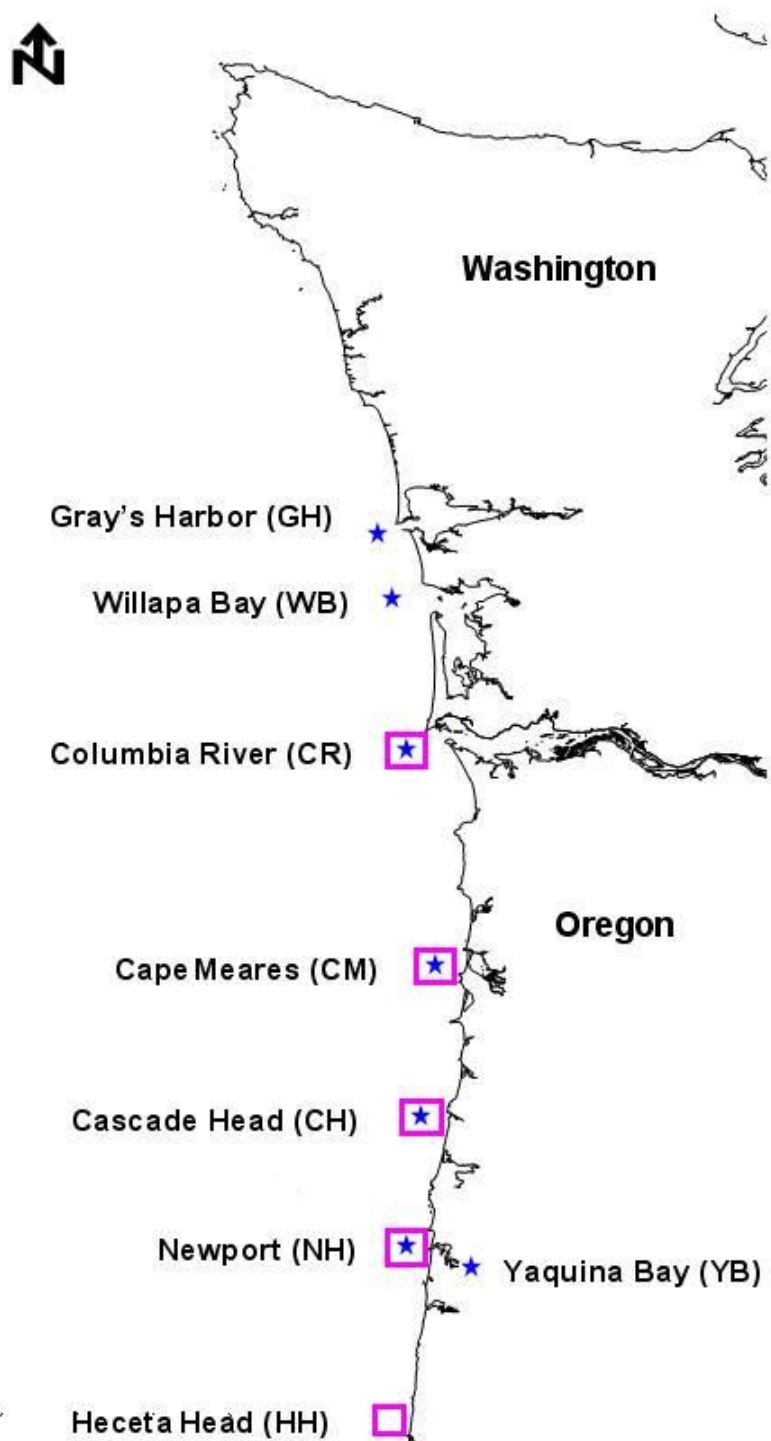 N
Washington
Gray's Harbor (GH)
Willapa Bay (WB)
Columbia River (CR)
Oregon
Cape Meares (CM)
Cascade Head (CH)
Newport (NH)
Yaquina Bay (YB)
Heceta Head (HH)